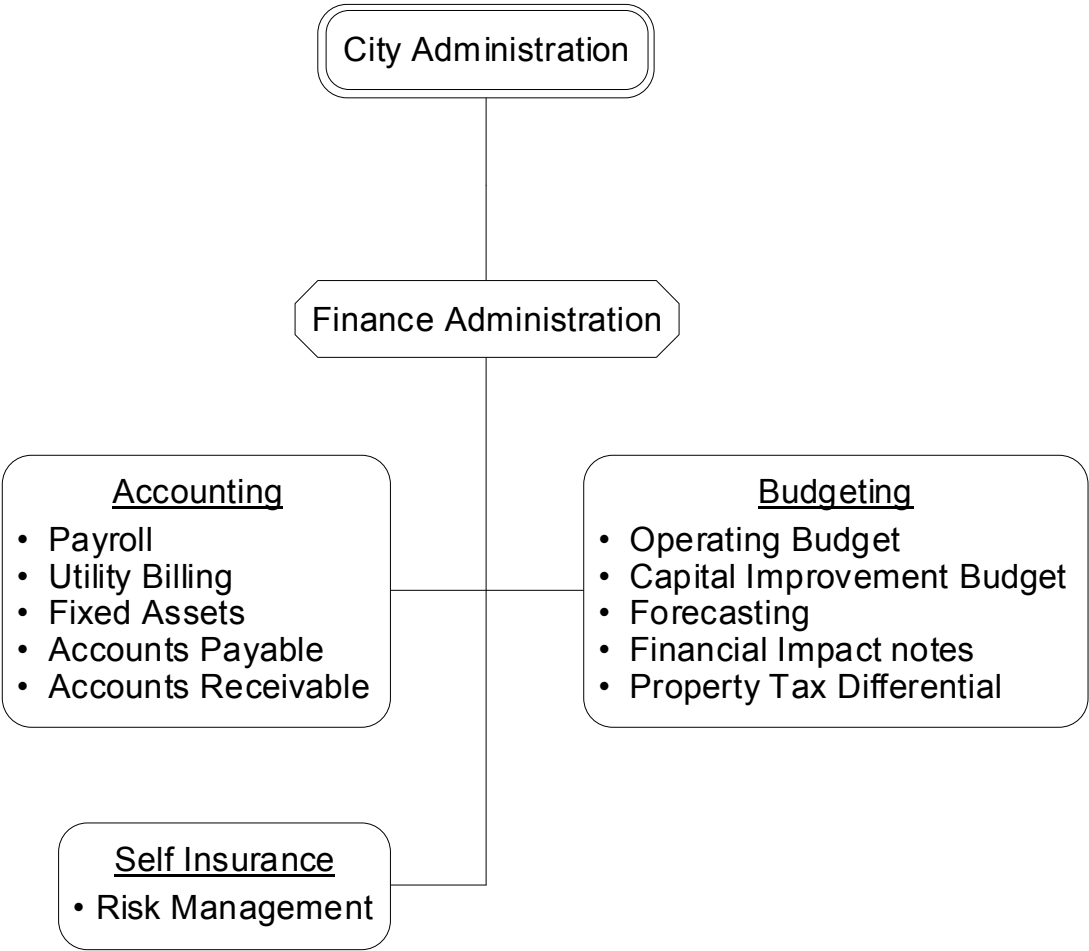 City Administration
Finance Administration
Accounting
• Payroll
• Utility Billing
• Fixed Assets
• Accounts Payable
• Accounts Receivable
Budgeting
• Operating Budget
• Capital Improvement Budget
• Forecasting
• Financial Impact notes
• Property Tax Differential
Self Insurance
• Risk Management